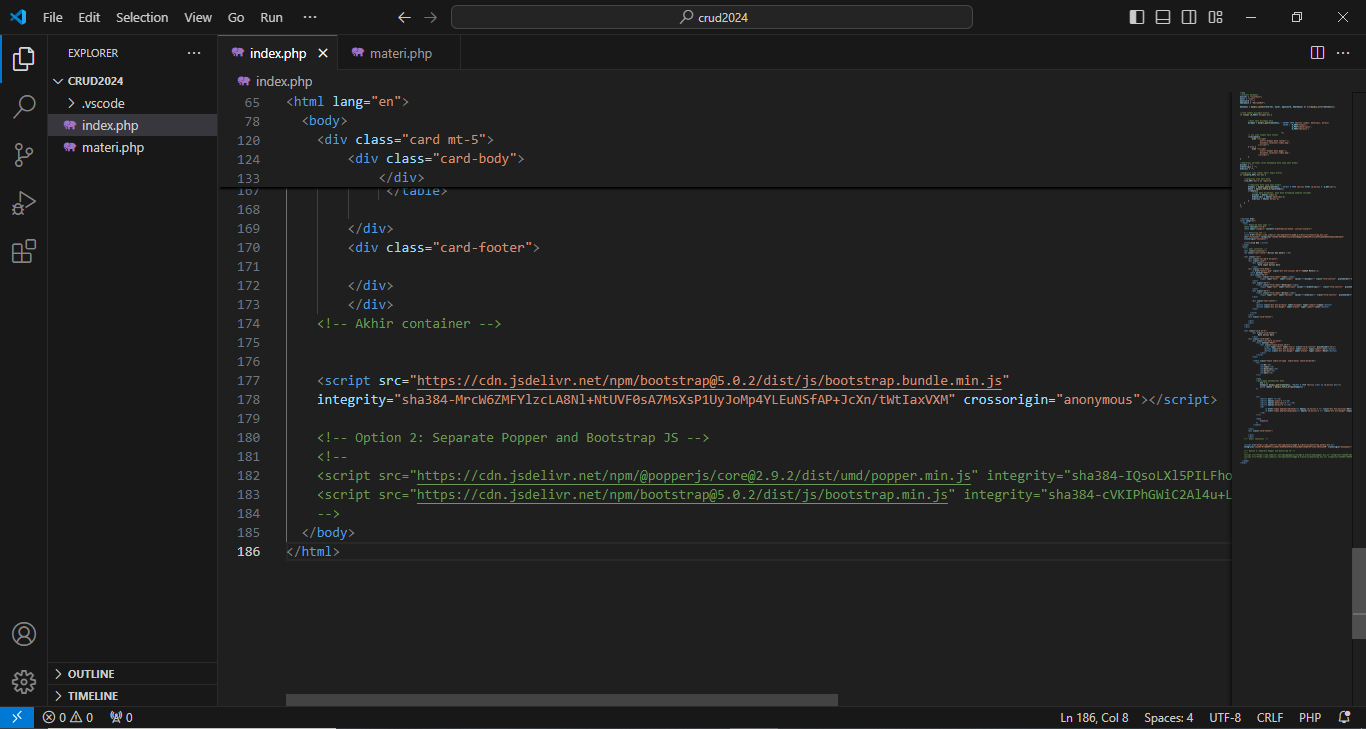 File Edit Selection View Go Run ··· crud2024
EXPLORER ···
CRUD2024
.vscode
index.php
materi.php
OUTLINE
TIMELINE
index.php materi.php
index.php
65 <html lang="en">
78 <body>
120 <div class="card mt-5">
124 <div class="card-body">
133 </div>
167 </table>
168
169 </div>
170 <div class="card-footer">
171
172 </div>
173 </div>
174 <!-- Akhir container -->
175
176
177 <script src="https://cdn.jsdelivr.net/npm/bootstrap@5.0.2/dist/js/bootstrap.bundle.min.js"
178 integrity="sha384-MrcW6ZMFYlzcLA8Nl+NtUVF0sA7MsXsP1UyJoMp4YLEuNSfAP+JcXn/tWtIaxVXM" crossorigin="anonymous"></script>
179
180 <!-- Option 2: Separate Popper and Bootstrap JS -->
181 <!--
182 <script src="https://cdn.jsdelivr.net/npm/@popperjs/core@2.9.2/dist/umd/popper.min.js" integrity="sha384-IQsoLXl5PILFho
183 <script src="https://cdn.jsdelivr.net/npm/bootstrap@5.0.2/dist/js/bootstrap.min.js" integrity="sha384-cVKIPhGWiC2Al4u+L
184 -->
185 </body>
186 </html>
0 0 0 Ln 186, Col 8 Spaces: 4 UTF-8 CRLF PHP